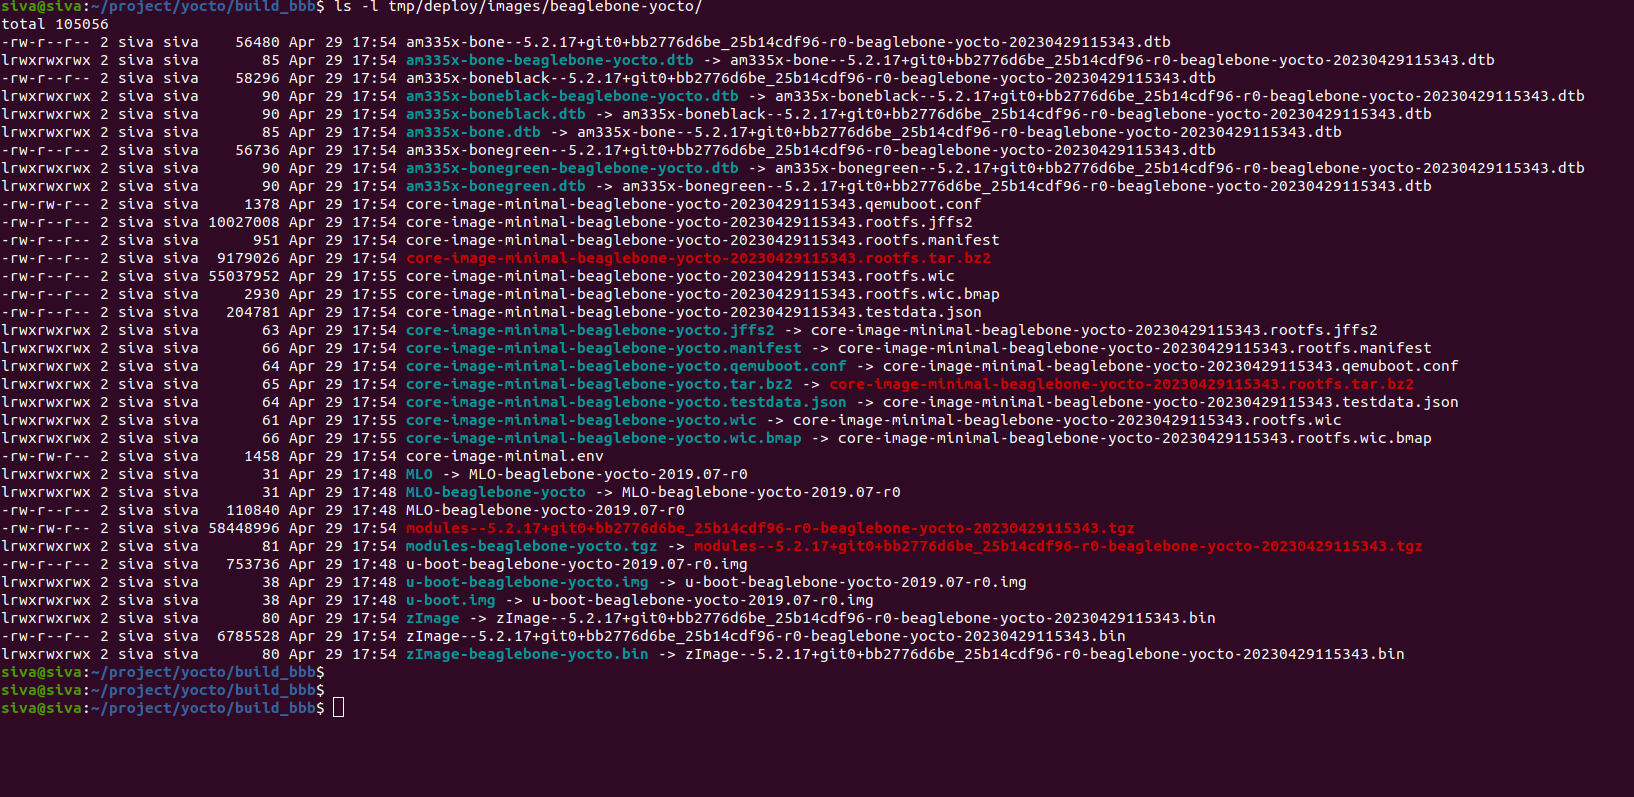 siva@siva:~/project/yocto/build_bbb$ ls -l tmp/deploy/images/beaglebone-yocto/
total 105056
-rw-r--r-- 2 siva siva    56480 Apr 29 17:54 am335x-bone--5.2.17+git0+bb2776d6be_25b14cdf96-r0-beaglebone-yocto-20230429115343.dtb
lrwxrwxrwx 2 siva siva       85 Apr 29 17:54 am335x-bone-beaglebone-yocto.dtb -> am335x-bone--5.2.17+git0+bb2776d6be_25b14cdf96-r0-beaglebone-yocto-20230429115343.dtb
-rw-r--r-- 2 siva siva    58296 Apr 29 17:54 am335x-boneblack--5.2.17+git0+bb2776d6be_25b14cdf96-r0-beaglebone-yocto-20230429115343.dtb
lrwxrwxrwx 2 siva siva       90 Apr 29 17:54 am335x-boneblack-beaglebone-yocto.dtb -> am335x-boneblack--5.2.17+git0+bb2776d6be_25b14cdf96-r0-beaglebone-yocto-20230429115343.dtb
lrwxrwxrwx 2 siva siva       90 Apr 29 17:54 am335x-boneblack.dtb -> am335x-boneblack--5.2.17+git0+bb2776d6be_25b14cdf96-r0-beaglebone-yocto-20230429115343.dtb
lrwxrwxrwx 2 siva siva       85 Apr 29 17:54 am335x-bone.dtb -> am335x-bone--5.2.17+git0+bb2776d6be_25b14cdf96-r0-beaglebone-yocto-20230429115343.dtb
-rw-r--r-- 2 siva siva    56736 Apr 29 17:54 am335x-bonegreen--5.2.17+git0+bb2776d6be_25b14cdf96-r0-beaglebone-yocto-20230429115343.dtb
lrwxrwxrwx 2 siva siva       90 Apr 29 17:54 am335x-bonegreen-beaglebone-yocto.dtb -> am335x-bonegreen--5.2.17+git0+bb2776d6be_25b14cdf96-r0-beaglebone-yocto-20230429115343.dtb
lrwxrwxrwx 2 siva siva       90 Apr 29 17:54 am335x-bonegreen.dtb -> am335x-bonegreen--5.2.17+git0+bb2776d6be_25b14cdf96-r0-beaglebone-yocto-20230429115343.dtb
-rw-rw-r-- 2 siva siva     1378 Apr 29 17:54 core-image-minimal-beaglebone-yocto-20230429115343.qemuboot.conf
-rw-r--r-- 2 siva siva 10027008 Apr 29 17:54 core-image-minimal-beaglebone-yocto-20230429115343.rootfs.jffs2
-rw-r--r-- 2 siva siva      951 Apr 29 17:54 core-image-minimal-beaglebone-yocto-20230429115343.rootfs.manifest
-rw-r--r-- 2 siva siva  9179026 Apr 29 17:54 core-image-minimal-beaglebone-yocto-20230429115343.rootfs.tar.bz2
-rw-r--r-- 2 siva siva 55037952 Apr 29 17:55 core-image-minimal-beaglebone-yocto-20230429115343.rootfs.wic
-rw-r--r-- 2 siva siva     2930 Apr 29 17:55 core-image-minimal-beaglebone-yocto-20230429115343.rootfs.wic.bmap
-rw-r--r-- 2 siva siva   204781 Apr 29 17:54 core-image-minimal-beaglebone-yocto-20230429115343.testdata.json
lrwxrwxrwx 2 siva siva       63 Apr 29 17:54 core-image-minimal-beaglebone-yocto.jffs2 -> core-image-minimal-beaglebone-yocto-20230429115343.rootfs.jffs2
lrwxrwxrwx 2 siva siva       66 Apr 29 17:54 core-image-minimal-beaglebone-yocto.manifest -> core-image-minimal-beaglebone-yocto-20230429115343.rootfs.manifest
lrwxrwxrwx 2 siva siva       64 Apr 29 17:54 core-image-minimal-beaglebone-yocto.qemuboot.conf -> core-image-minimal-beaglebone-yocto-20230429115343.qemuboot.conf
lrwxrwxrwx 2 siva siva       65 Apr 29 17:54 core-image-minimal-beaglebone-yocto.tar.bz2 -> core-image-minimal-beaglebone-yocto-20230429115343.rootfs.tar.bz2
lrwxrwxrwx 2 siva siva       64 Apr 29 17:54 core-image-minimal-beaglebone-yocto.testdata.json -> core-image-minimal-beaglebone-yocto-20230429115343.testdata.json
lrwxrwxrwx 2 siva siva       61 Apr 29 17:55 core-image-minimal-beaglebone-yocto.wic -> core-image-minimal-beaglebone-yocto-20230429115343.rootfs.wic
lrwxrwxrwx 2 siva siva       66 Apr 29 17:55 core-image-minimal-beaglebone-yocto.wic.bmap -> core-image-minimal-beaglebone-yocto-20230429115343.rootfs.wic.bmap
-rw-rw-r-- 2 siva siva     1458 Apr 29 17:54 core-image-minimal.env
lrwxrwxrwx 2 siva siva       31 Apr 29 17:48 MLO -> MLO-beaglebone-yocto-2019.07-r0
lrwxrwxrwx 2 siva siva       31 Apr 29 17:48 MLO-beaglebone-yocto -> MLO-beaglebone-yocto-2019.07-r0
-rw-r--r-- 2 siva siva   110840 Apr 29 17:48 MLO-beaglebone-yocto-2019.07-r0
-rw-r--r-- 2 siva siva 58448996 Apr 29 17:54 modules--5.2.17+git0+bb2776d6be_25b14cdf96-r0-beaglebone-yocto-20230429115343.tgz
lrwxrwxrwx 2 siva siva       81 Apr 29 17:54 modules-beaglebone-yocto.tgz -> modules--5.2.17+git0+bb2776d6be_25b14cdf96-r0-beaglebone-yocto-20230429115343.tgz
-rw-r--r-- 2 siva siva   753736 Apr 29 17:48 u-boot-beaglebone-yocto-2019.07-r0.img
lrwxrwxrwx 2 siva siva       38 Apr 29 17:48 u-boot-beaglebone-yocto.img -> u-boot-beaglebone-yocto-2019.07-r0.img
lrwxrwxrwx 2 siva siva       38 Apr 29 17:48 u-boot.img -> u-boot-beaglebone-yocto-2019.07-r0.img
lrwxrwxrwx 2 siva siva       80 Apr 29 17:54 zImage -> zImage--5.2.17+git0+bb2776d6be_25b14cdf96-r0-beaglebone-yocto-20230429115343.bin
-rw-r--r-- 2 siva siva  6785528 Apr 29 17:54 zImage--5.2.17+git0+bb2776d6be_25b14cdf96-r0-beaglebone-yocto-20230429115343.bin
lrwxrwxrwx 2 siva siva       80 Apr 29 17:54 zImage-beaglebone-yocto.bin -> zImage--5.2.17+git0+bb2776d6be_25b14cdf96-r0-beaglebone-yocto-20230429115343.bin
siva@siva:~/project/yocto/build_bbb$
siva@siva:~/project/yocto/build_bbb$
siva@siva:~/project/yocto/build_bbb$